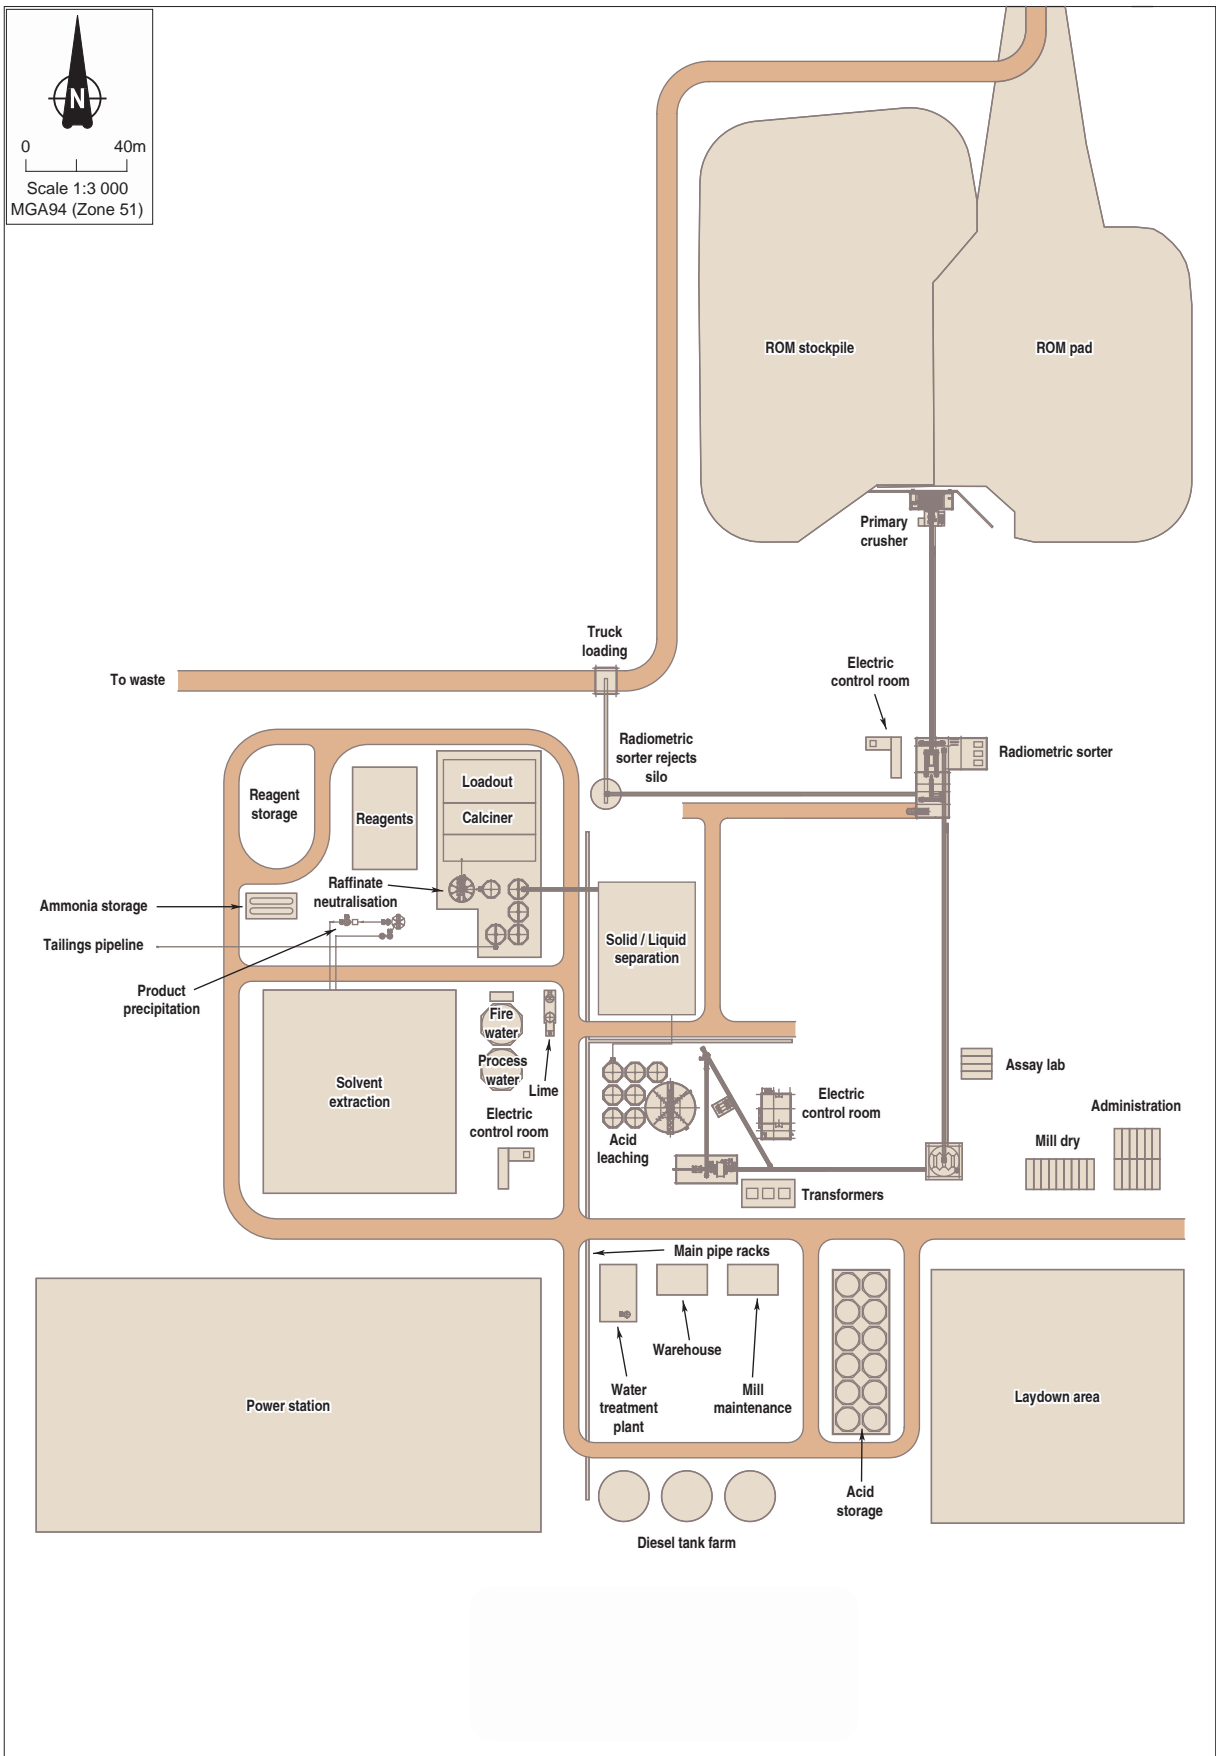 N
0 40m
Scale 1:3 000
MGA94 (Zone 51)
ROM stockpile
ROM pad
Primary
crusher
Truck
loading
To waste
Electric
control room
Radiometric
sorter rejects
silo
Radiometric sorter
Reagent
storage
Reagents
Loadout
Calciner
Raffinate
neutralisation
Ammonia storage
Tailings pipeline
Solid / Liquid
separation
Product
precipitation
Fire
water
Process
water
Lime
Solvent
extraction
Electric
control room
Acid
leaching
Electric
control room
Assay lab
Administration
Mill dry
Transformers
Main pipe racks
Warehouse
Water
treatment
plant
Mill
maintenance
Power station
Laydown area
Acid
storage
Diesel tank farm